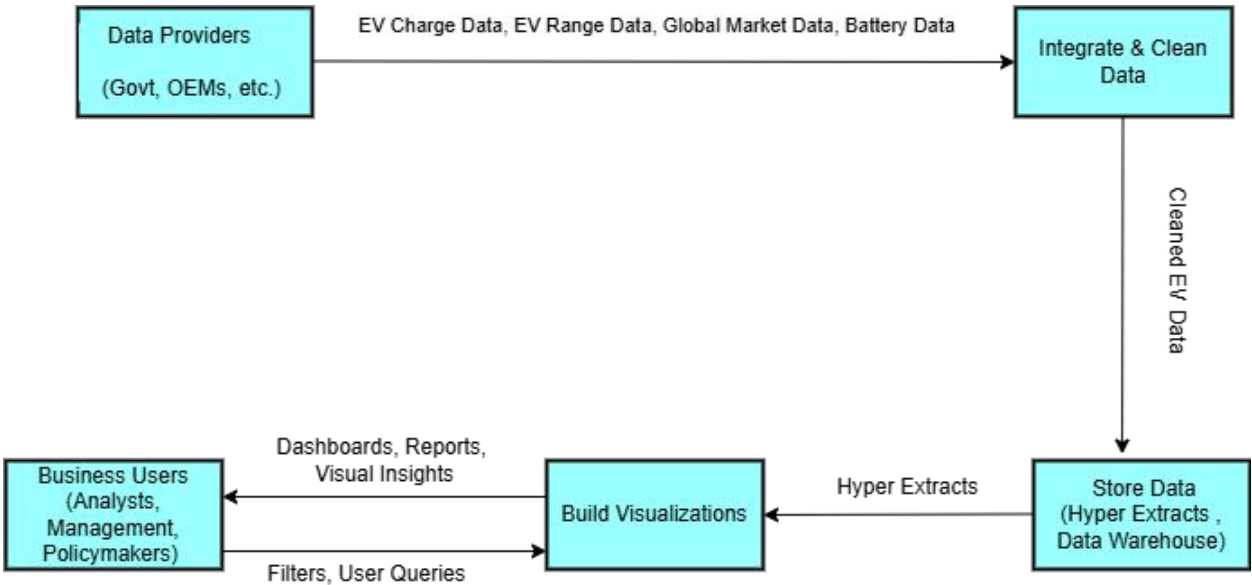 Data Providers
(Govt, OEMs, etc.)
EV Charge Data, EV Range Data, Global Market Data, Battery Data
Integrate & Clean
Data
Cleaned EV Data
Dashboards, Reports,
Visual Insights
Business Users
(Analysts,
Management,
Policymakers)
Filters, User Queries
Build Visualizations
Hyper Extracts
Store Data
(Hyper Extracts ,
Data Warehouse)